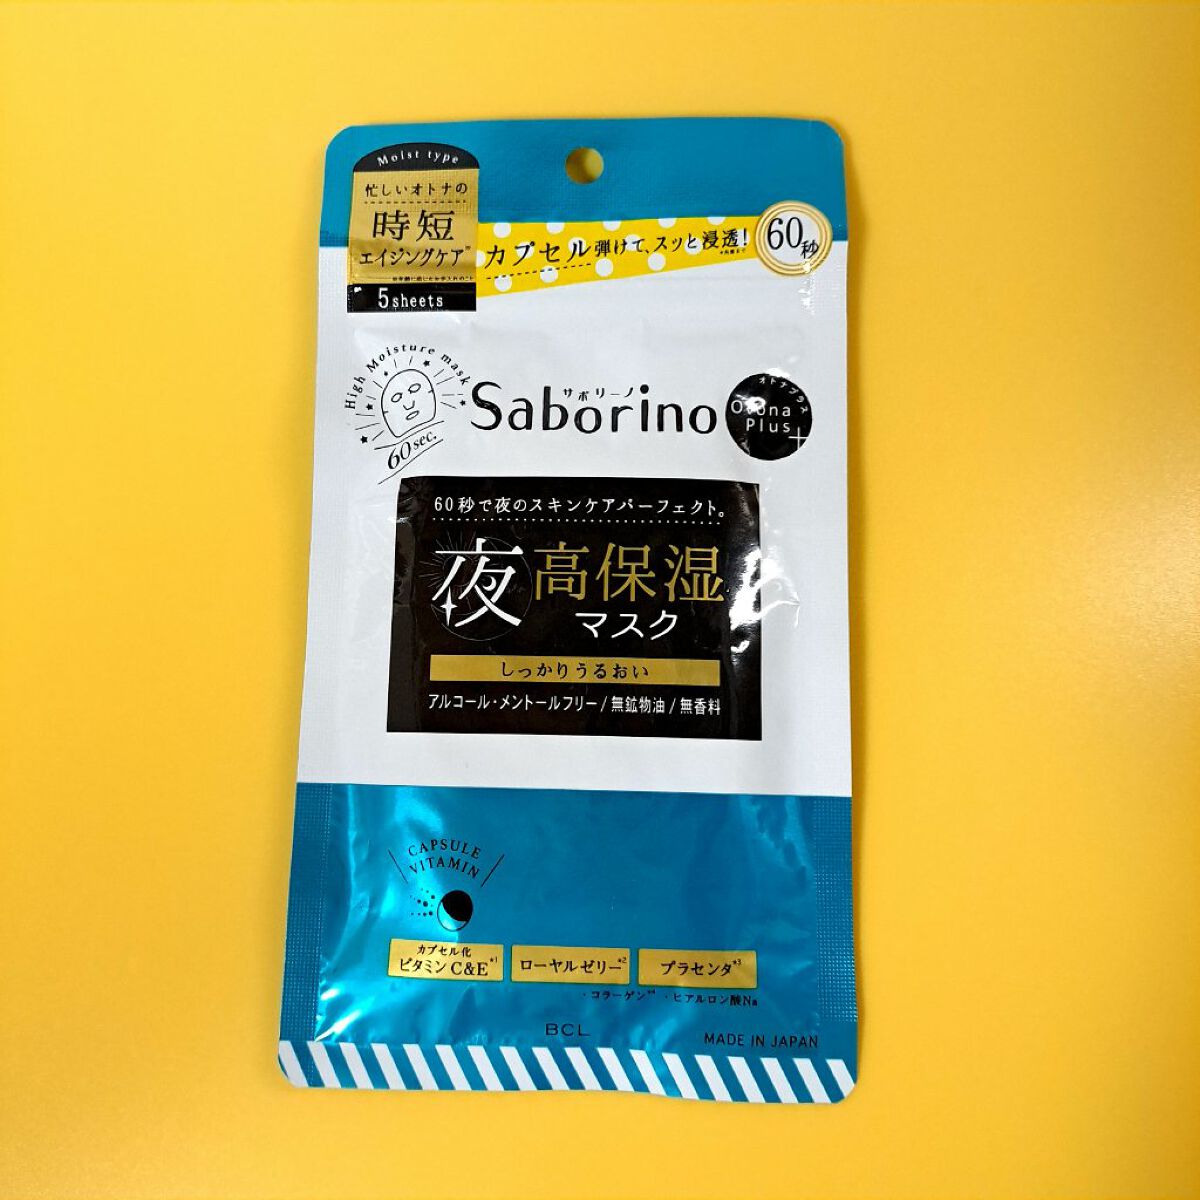 Moist type
忙しいオトナの
時短
エイジングケア※
5sheets
カプセル弾けて、スッと浸透!
60秒
High Moisture mask
60sec.
サボリーノ
Saborino
オトナプラス
Otona
Plus+
60秒で夜のスキンケアパーフェクト。
夜 高保湿
マスク
しっかりうるおい
アルコール・メントールフリー/無鉱物油/無香料
CAPSULE
VITAMIN
カプセル化
ビタミンC&E*1
ローヤルゼリー*2
プラセンタ*3
・コラーゲン*4 ・ヒアルロン酸Na
BCL
MADE IN JAPAN